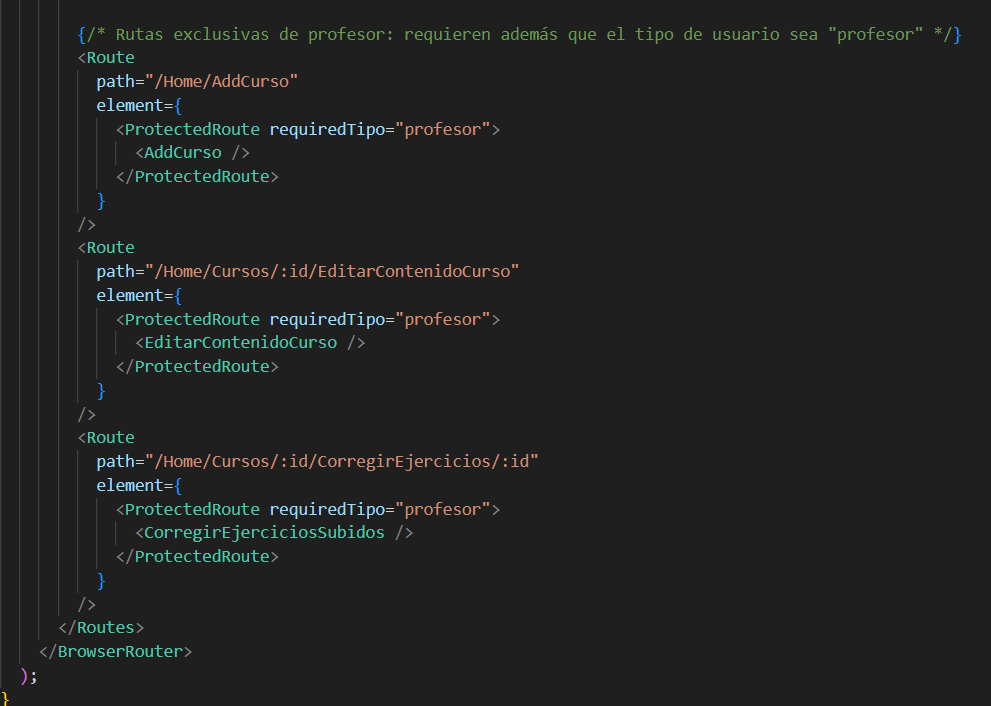 {/* Rutas exclusivas de profesor: requieren además que el tipo de usuario sea "profesor" */}
<Route
path="/Home/AddCurso"
element={
<ProtectedRoute requiredTipo="profesor">
<AddCurso />
</ProtectedRoute>
}
/>
<Route
path="/Home/Cursos/:id/EditarContenidoCurso"
element={
<ProtectedRoute requiredTipo="profesor">
<EditarContenidoCurso />
</ProtectedRoute>
}
/>
<Route
path="/Home/Cursos/:id/CorregirEjercicios/:id"
element={
<ProtectedRoute requiredTipo="profesor">
<CorregirEjerciciosSubidos />
</ProtectedRoute>
}
/>
</Routes>
</BrowserRouter>
);
}